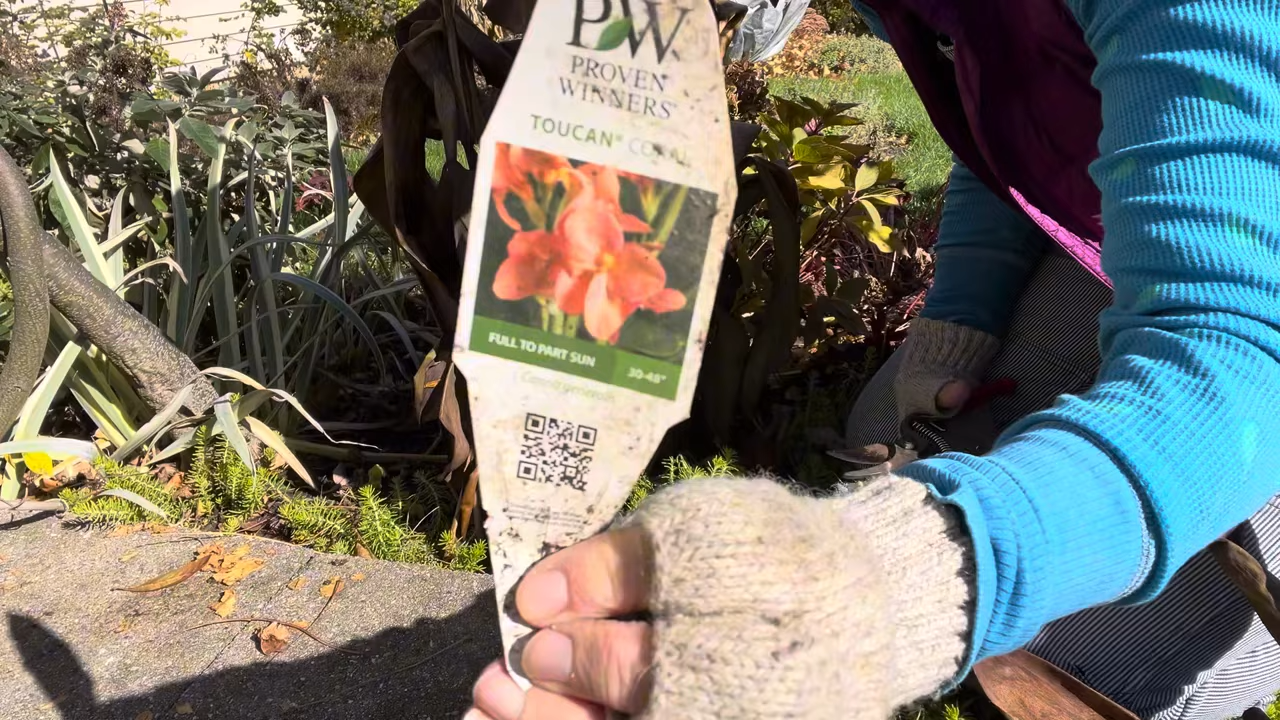 PW
PROVEN
WINNERS®
TOUCAN® CORAL
FULL TO PART SUN
30-48"